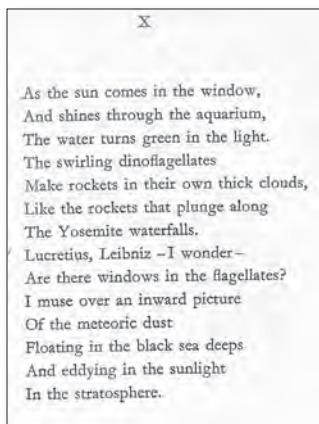 X
As the sun comes in the window,
And shines through the aquarium,
The water turns green in the light.
The swirling dinoflagellates
Make rockets in their own thick clouds,
Like the rockets that plunge along
The Yosemite waterfalls.
Lucretius, Leibniz –I wonder–
Are there windows in the flagellates?
I muse over an inward picture
Of the meteoric dust
Floating in the black sea deeps
And eddying in the sunlight
In the stratosphere.